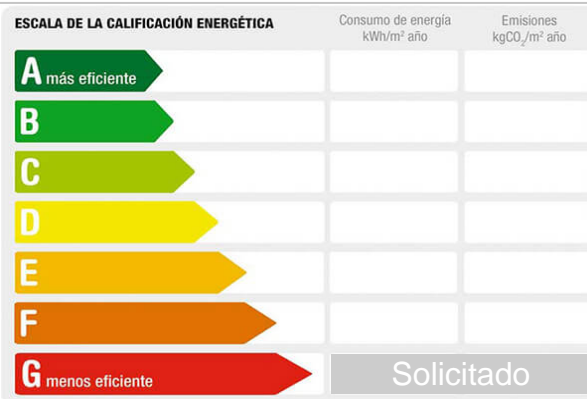 ESCALA DE LA CALIFICACIÓN ENERGÉTICA
Consumo de energía
kWh/m² año
Emisiones
kgCO₂/m² año
A más eficiente
B
C
D
E
F
G menos eficiente
Solicitado